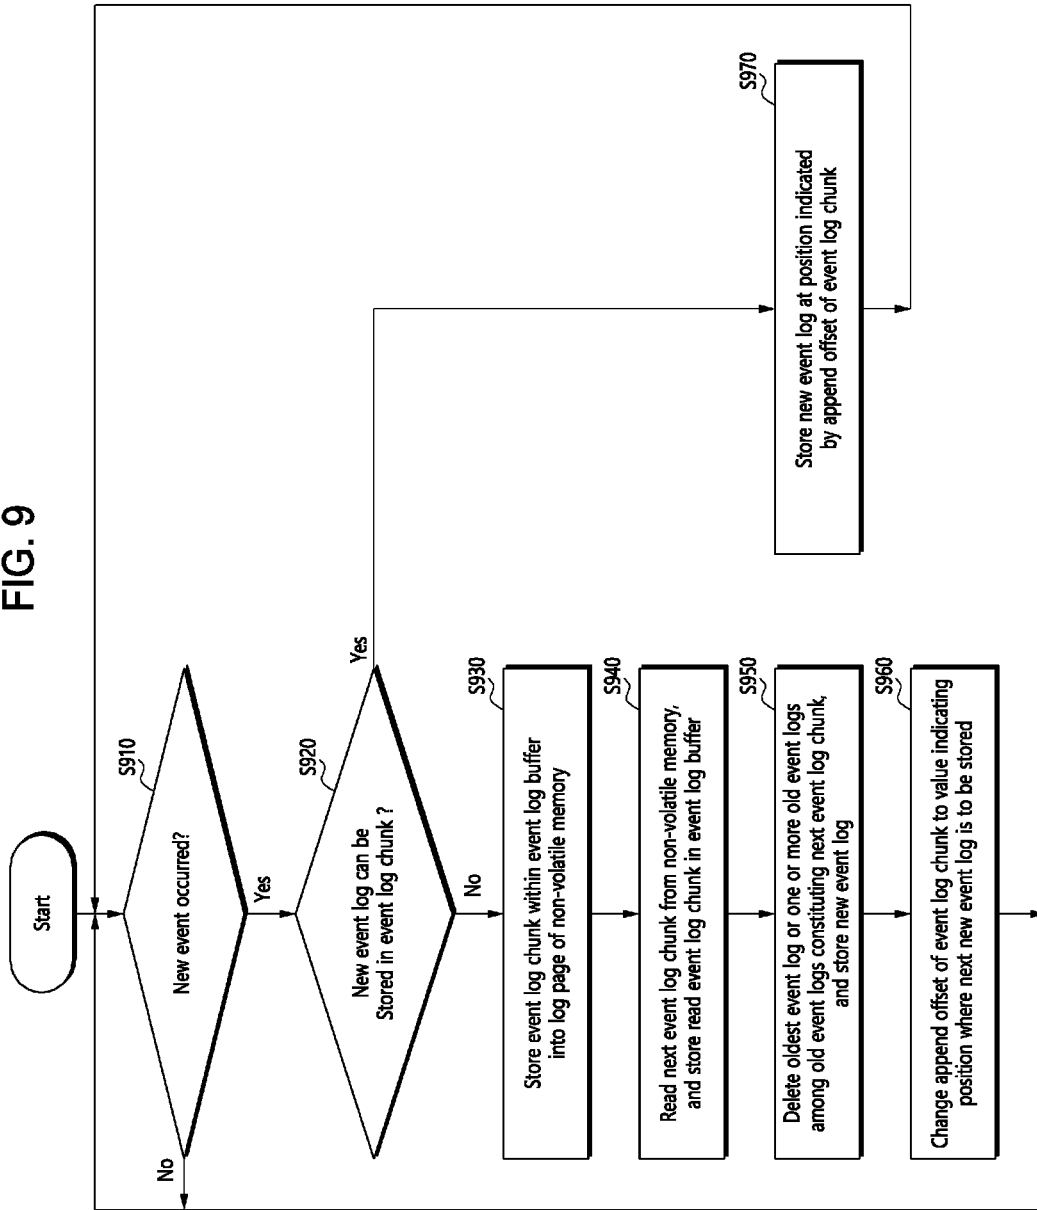 FIG. 9
Start
S910
New event occurred?
No
Yes
S920
New event log can be
Stored in event log chunk ?
Yes
No
S930
Store event log chunk within event log buffer
into log page of non-volatile memory
S940
Read next event log chunk from non-volatile memory,
and store read event log chunk in event log buffer
S950
Delete oldest event log or one or more old event logs
among old event logs constituting next event log chunk,
and store new event log
S960
Change append offset of event log chunk to value indicating
position where next new event log is to be stored
S970
Store new event log at position indicated
by append offset of event log chunk